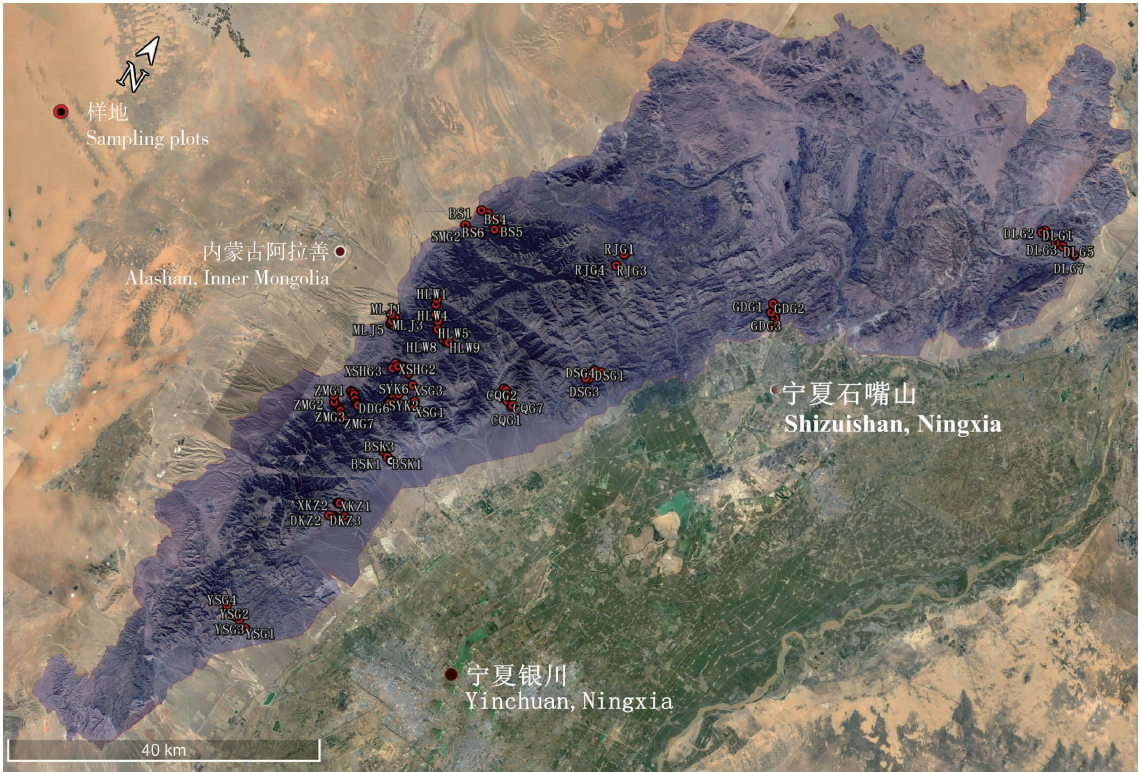 N
样地
Sampling plots
内蒙古阿拉善
Alashan, Inner Mongolia
BS1
BS4
SMG2
BS6
BS5
RJG1
RJG4
RJG3
DLG2
DLG1
DLG3
DLG5
DLG7
HLW1
MLJ1
HLW4
MLJ5
MLJ3
HLW5
HLW8
HLW9
GDG1
GDG2
GDG3
XSHG3
XSHG2
DSG4
DSG1
DSG3
ZMG1
SYK6
XSG3
CQG2
ZMG2
DDG6
SYK2
CQG7
ZMG3
XSG1
CQG1
ZMG7
宁夏石嘴山
Shizuishan, Ningxia
BSK3
BSK1
BSK1
XKZ2
XKZ1
DKZ2
DKZ3
YSG4
YSG2
YSG3
YSG1
宁夏银川
Yinchuan, Ningxia
40 km